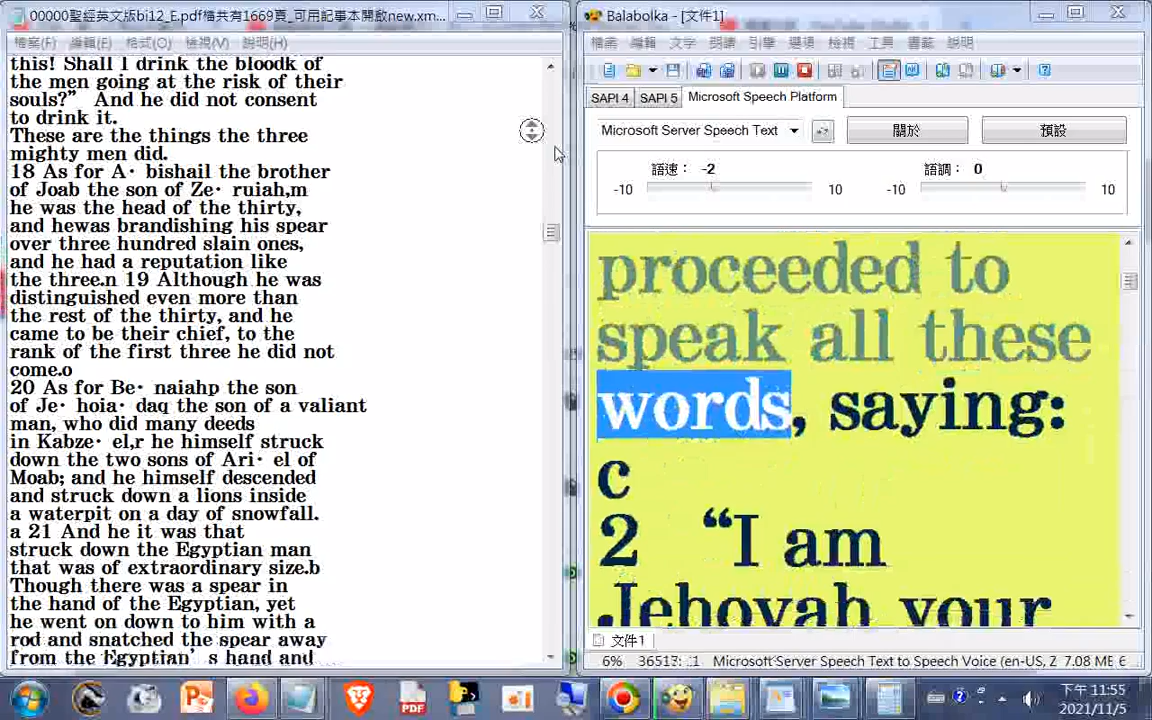 00000聖經英文版bi12_E.pdf檔共有1669頁_可用記事本開啟new.xm...
檔案(F) 編輯(E) 格式(O) 檢視(V) 說明(H)
this! Shall I drink the bloodk of
the men going at the risk of their
souls?” And he did not consent
to drink it.
These are the things the three
mighty men did.
18 As for A· bishail the brother
of Joab the son of Ze· ruiah,m
he was the head of the thirty,
and hewas brandishing his spear
over three hundred slain ones,
and he had a reputation like
the three.n 19 Although he was
distinguished even more than
the rest of the thirty, and he
came to be their chief, to the
rank of the first three he did not
come.o
20 As for Be· naiahp the son
of Je· hoia· daq the son of a valiant
man, who did many deeds
in Kabze· el,r he himself struck
down the two sons of Ari· el of
Moab; and he himself descended
and struck down a lions inside
a waterpit on a day of snowfall.
a 21 And he it was that
struck down the Egyptian man
that was of extraordinary size.b
Though there was a spear in
the hand of the Egyptian, yet
he went on down to him with a
rod and snatched the spear away
from the Egyptian’ s hand and
Balabolka - [文件1]
檔案 編輯 文字 朗讀 引擎 選項 檢視 工具 書籤 說明
SAPI 4 SAPI 5 Microsoft Speech Platform
Microsoft Server Speech Text 關於 預設
語速： -2 語調： 0
-10 10 -10 10
proceeded to
speak all these
words, saying:
c
2 “I am
Jehovah your
文件1
6% 36513: .1 Microsoft Server Speech Text to Speech Voice (en-US, Z 7.08 ME 6
PDF
下午 11:55
2021/11/5